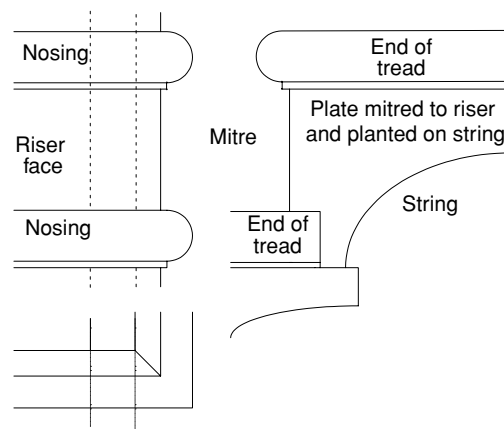 Nosing
End of
tread
Plate mitred to riser
and planted on string
Mitre
Riser
face
String
Nosing
End of
tread